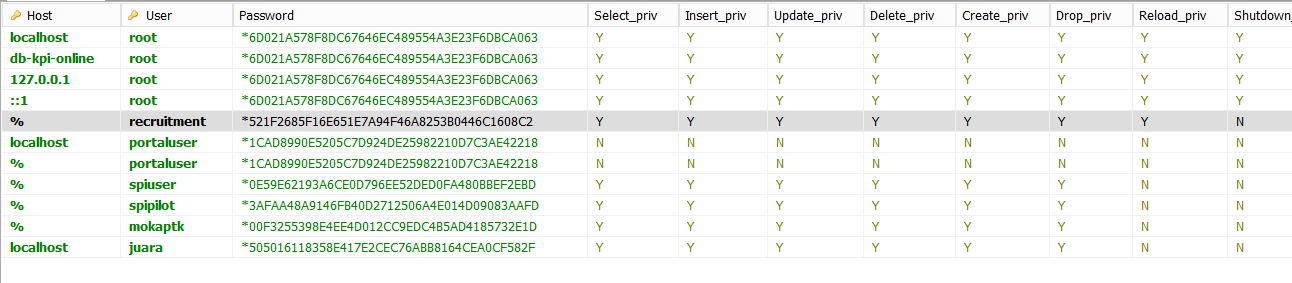 Host User Password Select_priv Insert_priv Update_priv Delete_priv Create_priv Drop_priv Reload_priv Shutdown_
localhost root *6D021A578F8DC67646EC489554A3E23F6DBCA063 Y Y Y Y Y Y Y Y
db-kpi-online root *6D021A578F8DC67646EC489554A3E23F6DBCA063 Y Y Y Y Y Y Y Y
127.0.0.1 root *6D021A578F8DC67646EC489554A3E23F6DBCA063 Y Y Y Y Y Y Y Y
::1 root *6D021A578F8DC67646EC489554A3E23F6DBCA063 Y Y Y Y Y Y Y Y
% recruitment *521F2685F16E651E7A94F46A8253B0446C1608C2 Y Y Y Y Y Y Y N
localhost portaluser *1CAD8990E5205C7D924DE25982210D7C3AE42218 N N N N N N N N
% portaluser *1CAD8990E5205C7D924DE25982210D7C3AE42218 N N N N N N N N
% spiuser *0E59E62193A6CE0D796EE52DED0FA480BBEF2EBD Y Y Y Y Y Y N N
% spipilot *3AFAA48A9146FB40D2712506A4E014D09083AAFD Y Y Y Y Y Y N N
% mokaptk *00F3255398E4EE4D012CC9EDC4B5AD4185732E1D Y Y Y Y Y Y N N
localhost juara *505016118358E417E2CEC76ABB8164CEA0CF582F Y Y Y Y Y Y N N